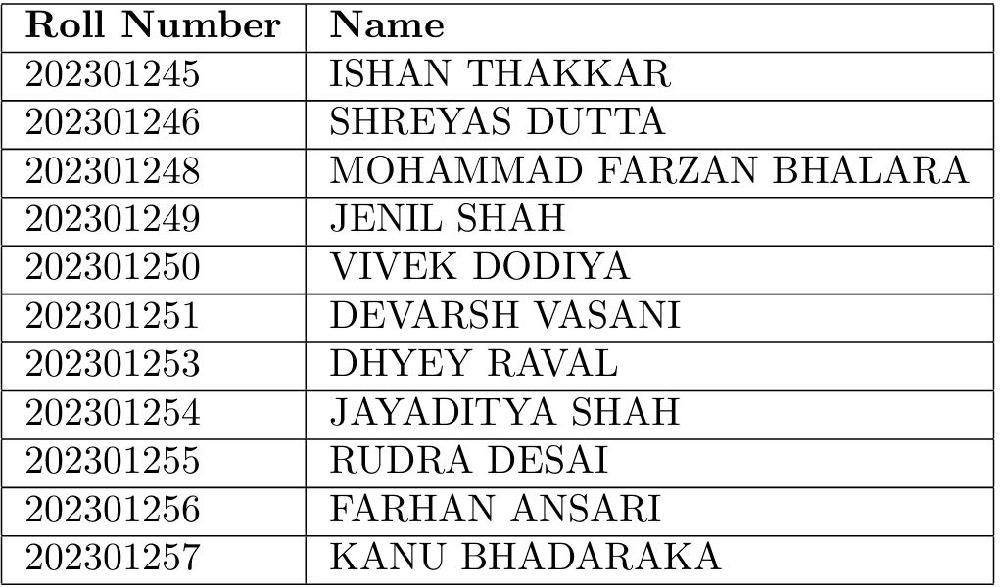 Roll Number Name
202301245 ISHAN THAKKAR
202301246 SHREYAS DUTTA
202301248 MOHAMMAD FARZAN BHALARA
202301249 JENIL SHAH
202301250 VIVEK DODIYA
202301251 DEVARSH VASANI
202301253 DHYEY RAVAL
202301254 JAYADITYA SHAH
202301255 RUDRA DESAI
202301256 FARHAN ANSARI
202301257 KANU BHADARAKA